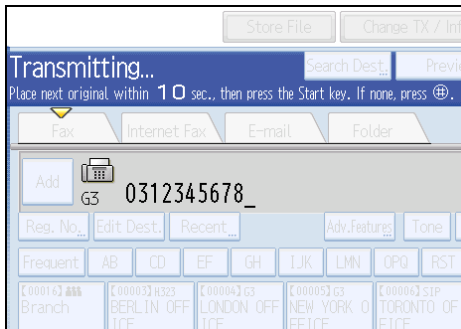 Store File Change TX / Inf
Transmitting... Search Dest. Previ
Place next original within 10 sec., then press the Start key. If none, press ⌗.
Fax Internet Fax E-mail Folder
Add G3 0312345678_
Reg. No. Edit Dest. Recent Adv.Features Tone
Frequent AB CD EF GH IJK LMN OPQ RST
[00016] [00003]H323 [00004]G3 [00005]G3 [00006]SIP
Branch BERLIN OFF LONDON OFF NEW YORK O TORONTO OF
ICE ICE FFICE FICE